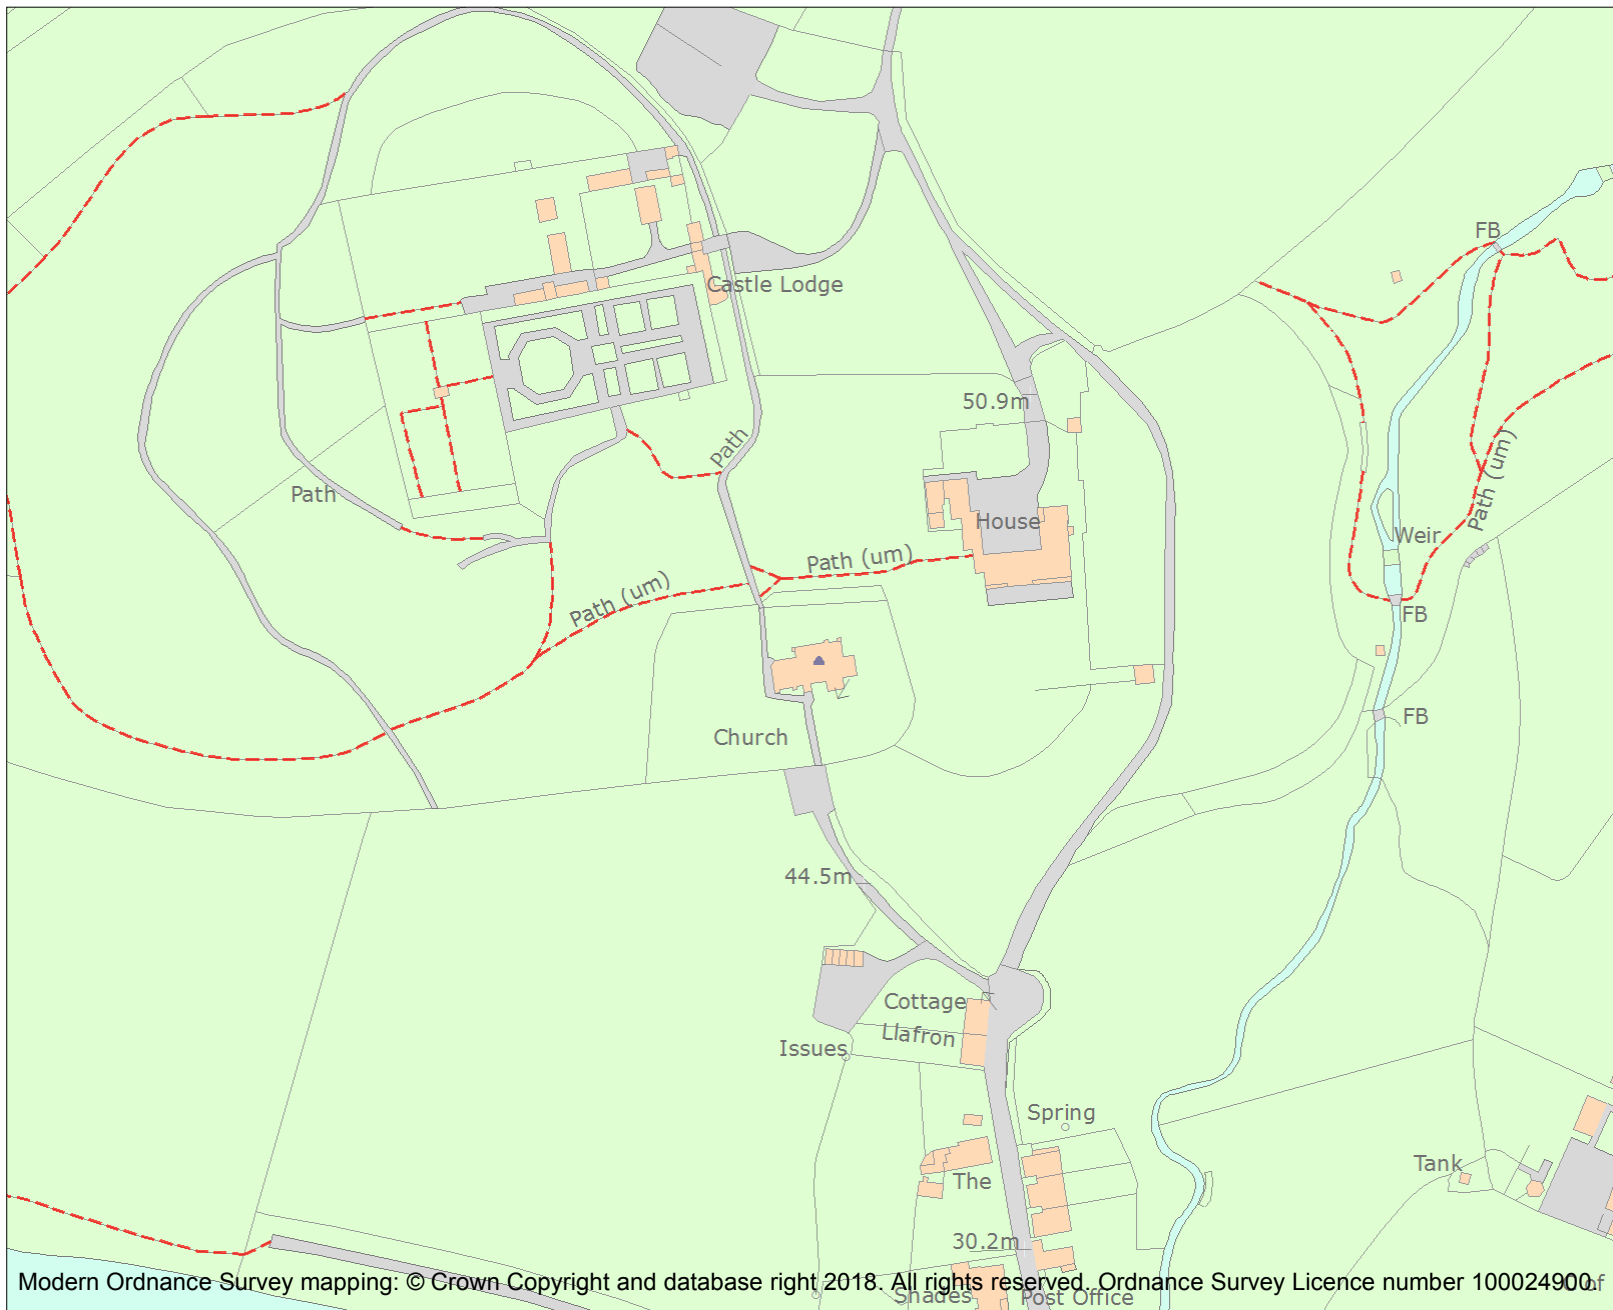 FB
Castle Lodge
50.9m
Path
Path
Path (um)
House
Weir
Path (um)
Path (um)
FB
FB
Church
44.5m
Cottage
Llafron
Issues
Spring
Tank
The
30.2m
Modern Ordnance Survey mapping: © Crown Copyright and database right 2018. All rights reserved. Ordnance Survey Licence number 100024900.
Shades
Post Office
of